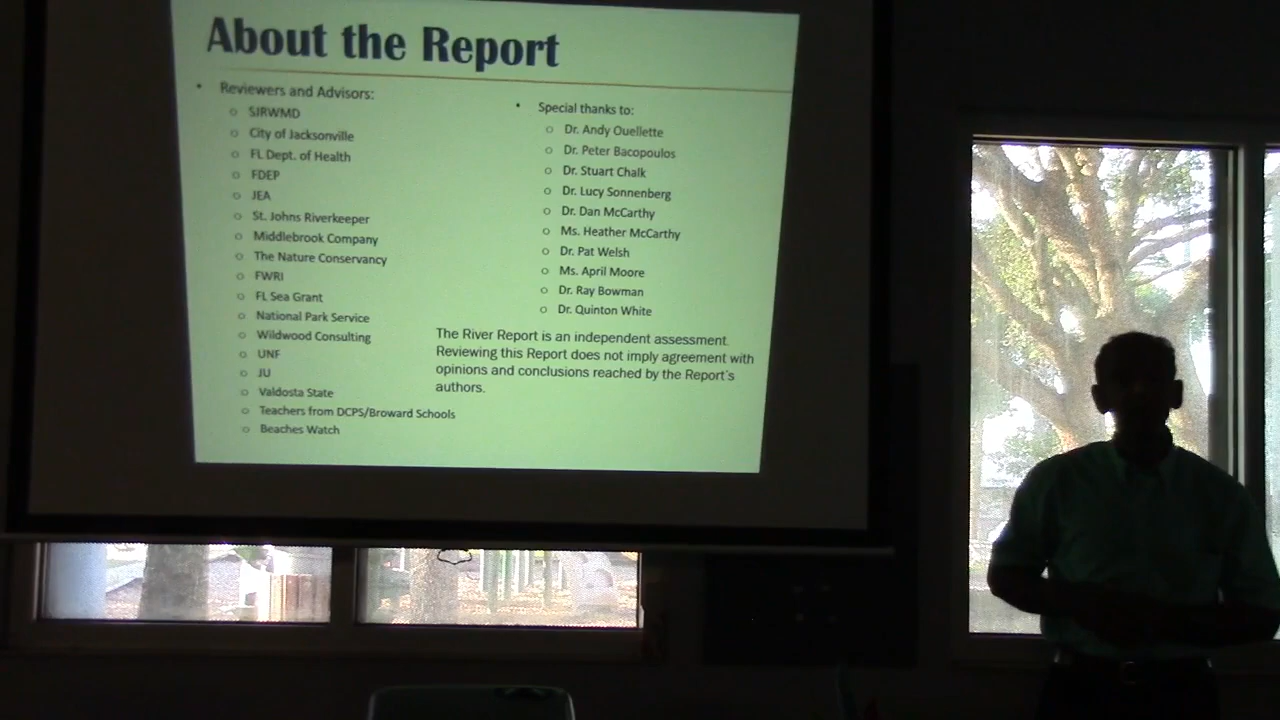 About the Report
• Reviewers and Advisors:
o SJRWMD
o City of Jacksonville
o FL Dept. of Health
o FDEP
o JEA
o St. Johns Riverkeeper
o Middlebrook Company
o The Nature Conservancy
o FWRI
o FL Sea Grant
o National Park Service
o Wildwood Consulting
o UNF
o JU
o Valdosta State
o Teachers from DCPS/Broward Schools
o Beaches Watch
• Special thanks to:
o Dr. Andy Ouellette
o Dr. Peter Bacopoulos
o Dr. Stuart Chalk
o Dr. Lucy Sonnenberg
o Dr. Dan McCarthy
o Ms. Heather McCarthy
o Dr. Pat Welsh
o Ms. April Moore
o Dr. Ray Bowman
o Dr. Quinton White
The River Report is an independent assessment.
Reviewing this Report does not imply agreement with
opinions and conclusions reached by the Report's
authors.